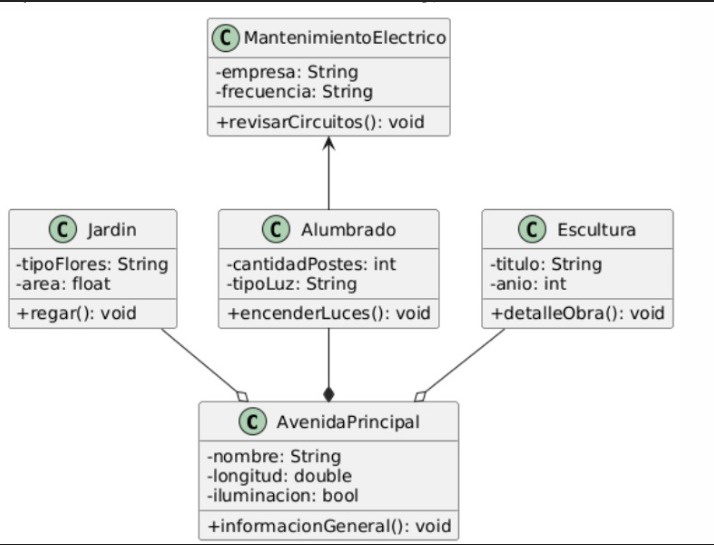 C MantenimientoElectrico
-empresa: String
-frecuencia: String
+revisarCircuitos(): void
C Jardin
-tipoFlores: String
-area: float
+regar(): void
C Alumbrado
-cantidadPostes: int
-tipoLuz: String
+encenderLuces(): void
C Escultura
-titulo: String
-anio: int
+detalleObra(): void
C AvenidaPrincipal
-nombre: String
-longitud: double
-iluminacion: bool
+informacionGeneral(): void